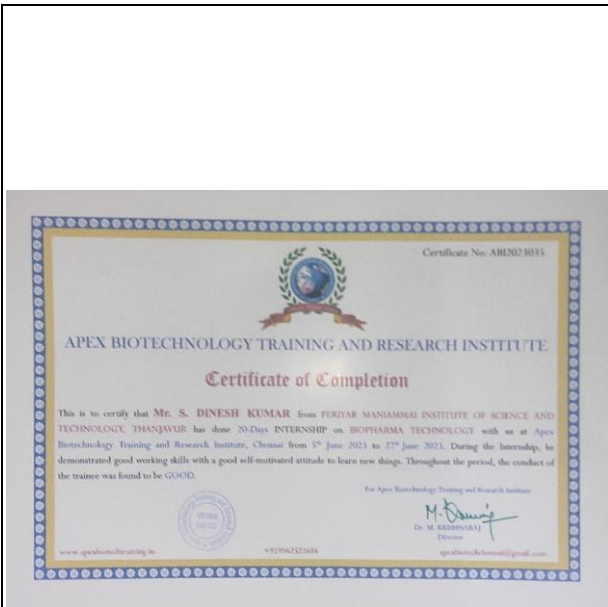 Certificate No: ABI2023035
APEX BIOTECHNOLOGY TRAINING AND RESEARCH INSTITUTE
Certificate of Completion
This is to certify that Mr. S. DINESH KUMAR from PERIYAR MANIAMMAI INSTITUTE OF SCIENCE AND
TECHNOLOGY, THANJAVUR has done 20-Days INTERNSHIP on BIOPHARMA TECHNOLOGY with us at Apex
Biotechnology Training and Research Institute, Chennai from 5th June 2023 to 27th June 2023. During the Internship, he
demonstrated good working skills with a good self-motivated attitude to learn new things. Throughout the period, the conduct of
the trainee was found to be GOOD.
For Apex Biotechnology Training and Research Institute
Dr. M. KRISHNARAJ
Director
www.apexbiotechtraining.in
apexbiotechchennai@gmail.com